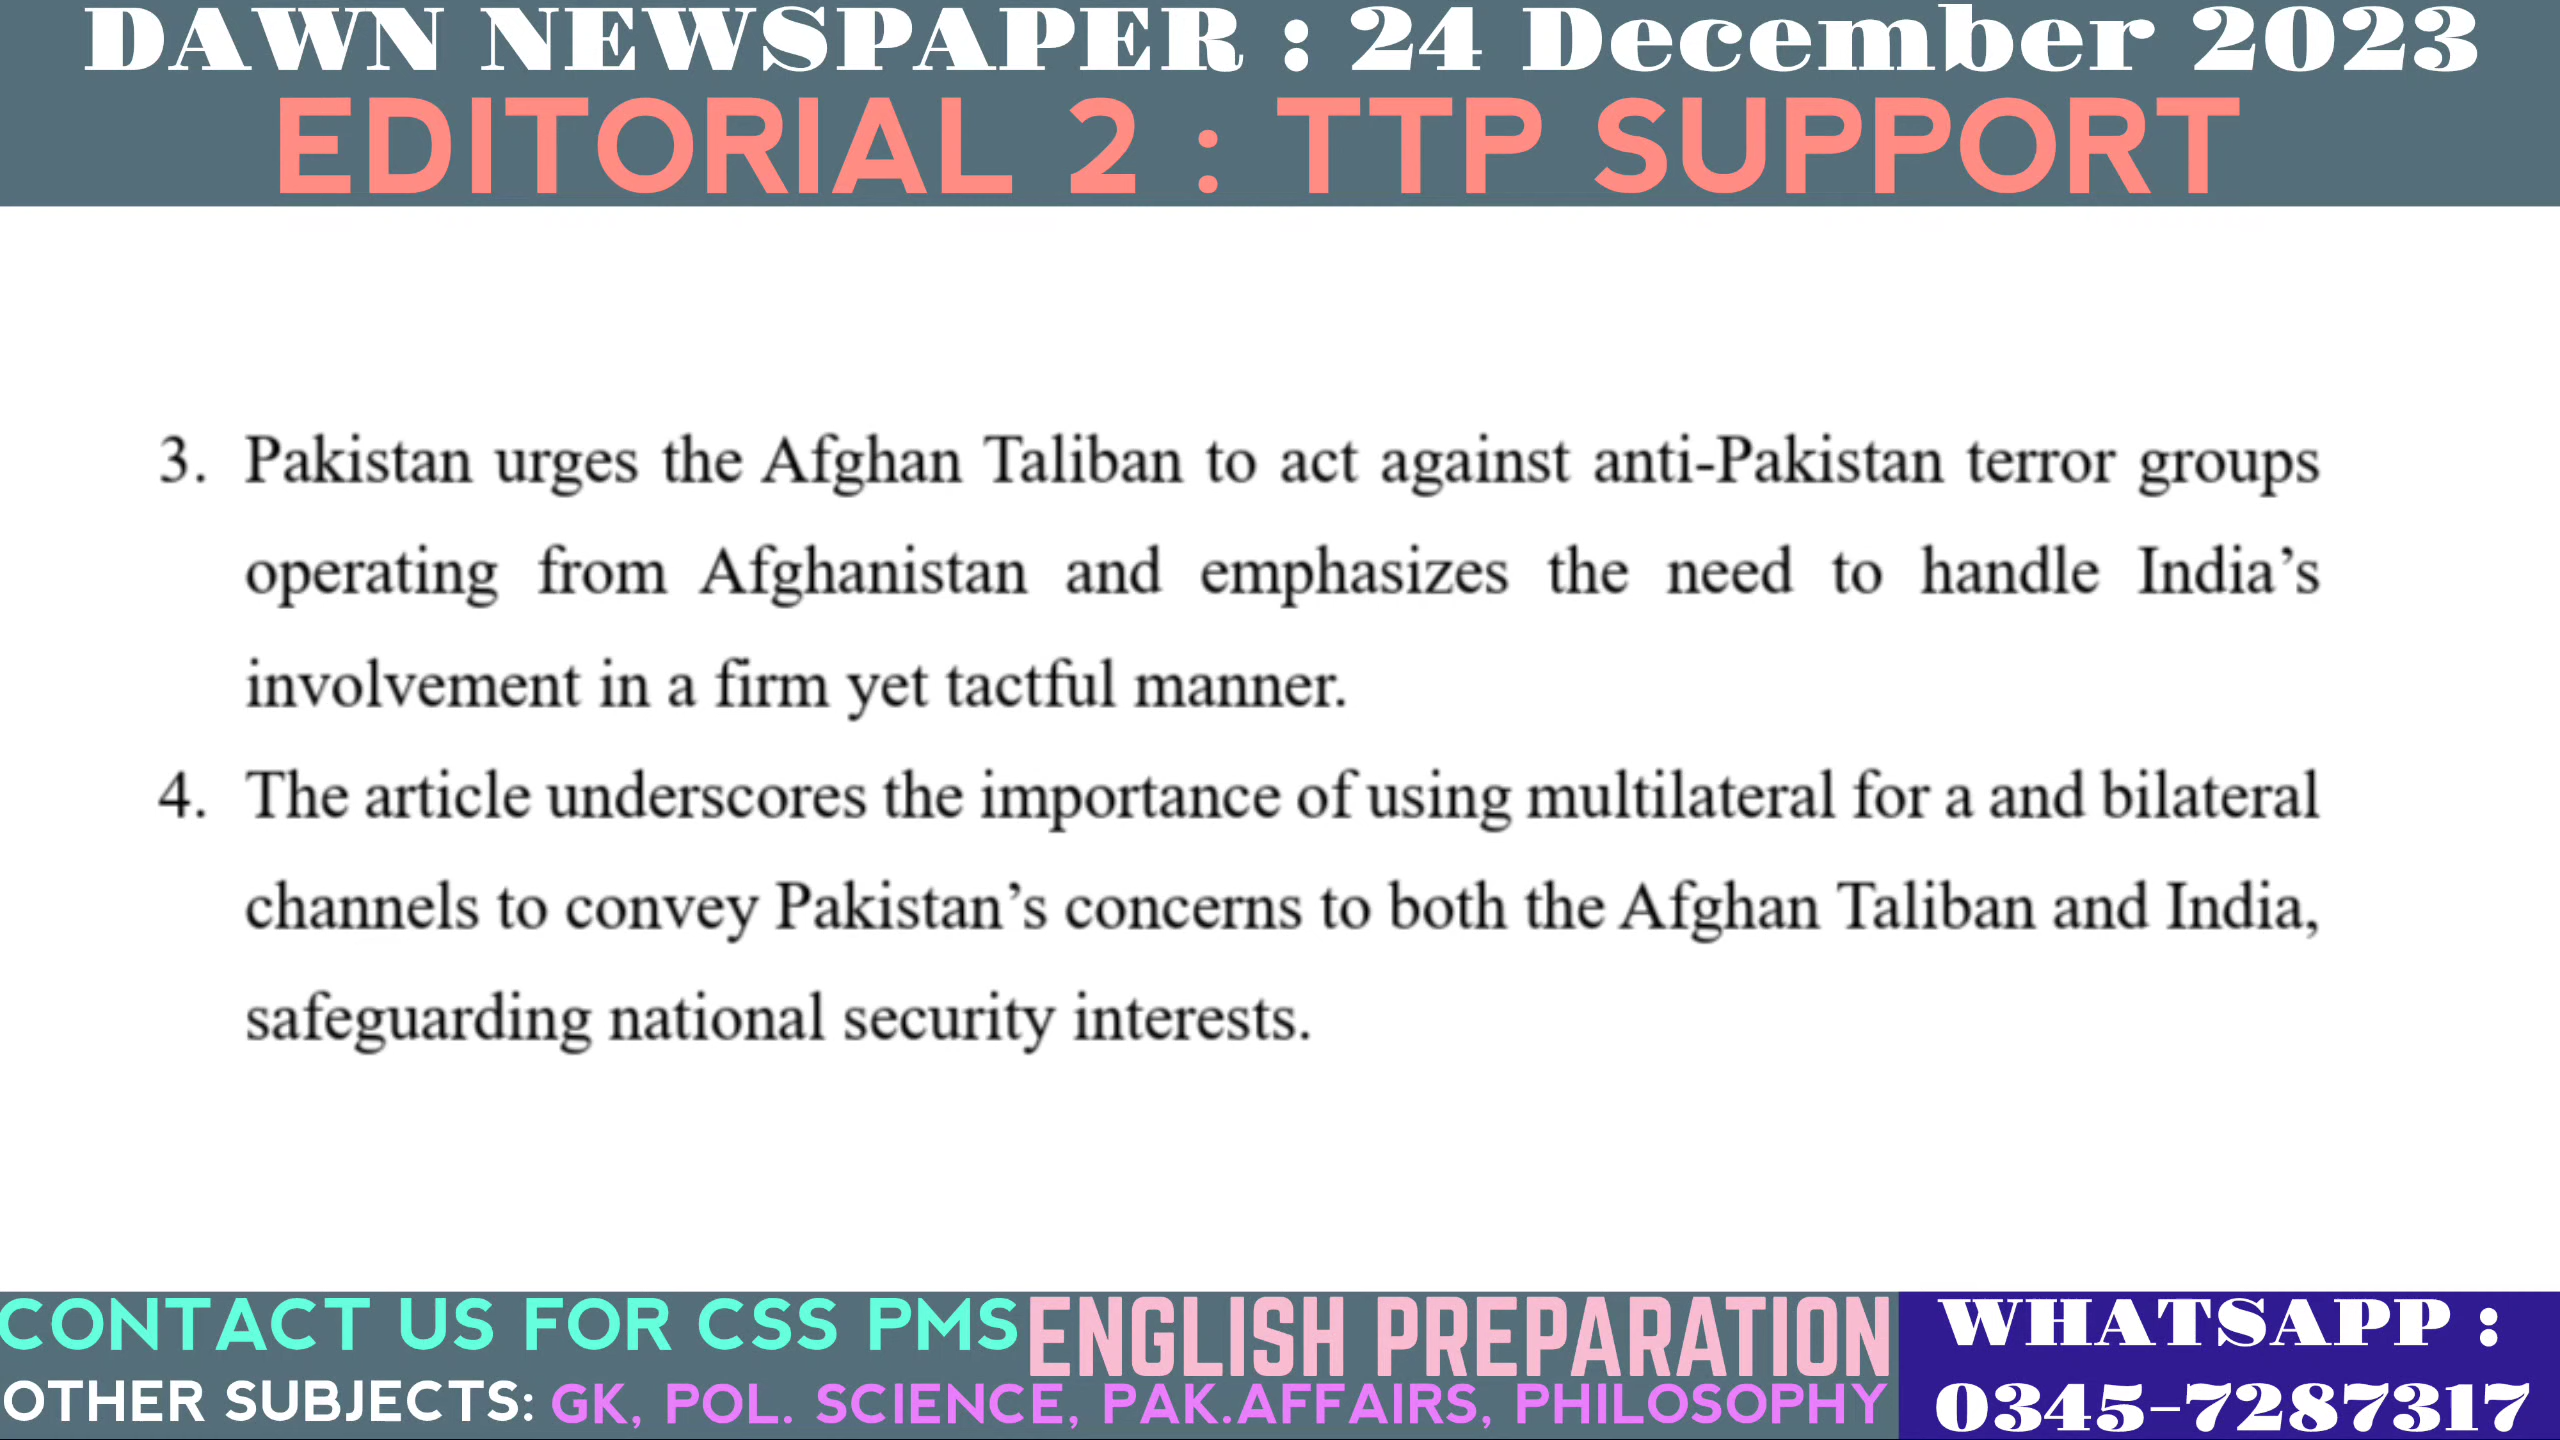 DAWN NEWSPAPER : 24 December 2023
EDITORIAL 2 : TTP SUPPORT
3. Pakistan urges the Afghan Taliban to act against anti-Pakistan terror groups
operating from Afghanistan and emphasizes the need to handle India’s
involvement in a firm yet tactful manner.
4. The article underscores the importance of using multilateral for a and bilateral
channels to convey Pakistan’s concerns to both the Afghan Taliban and India,
safeguarding national security interests.
CONTACT US FOR CSS PMS ENGLISH PREPARATION
OTHER SUBJECTS: GK, POL. SCIENCE, PAK.AFFAIRS, PHILOSOPHY
WHATSAPP :
0345-7287317